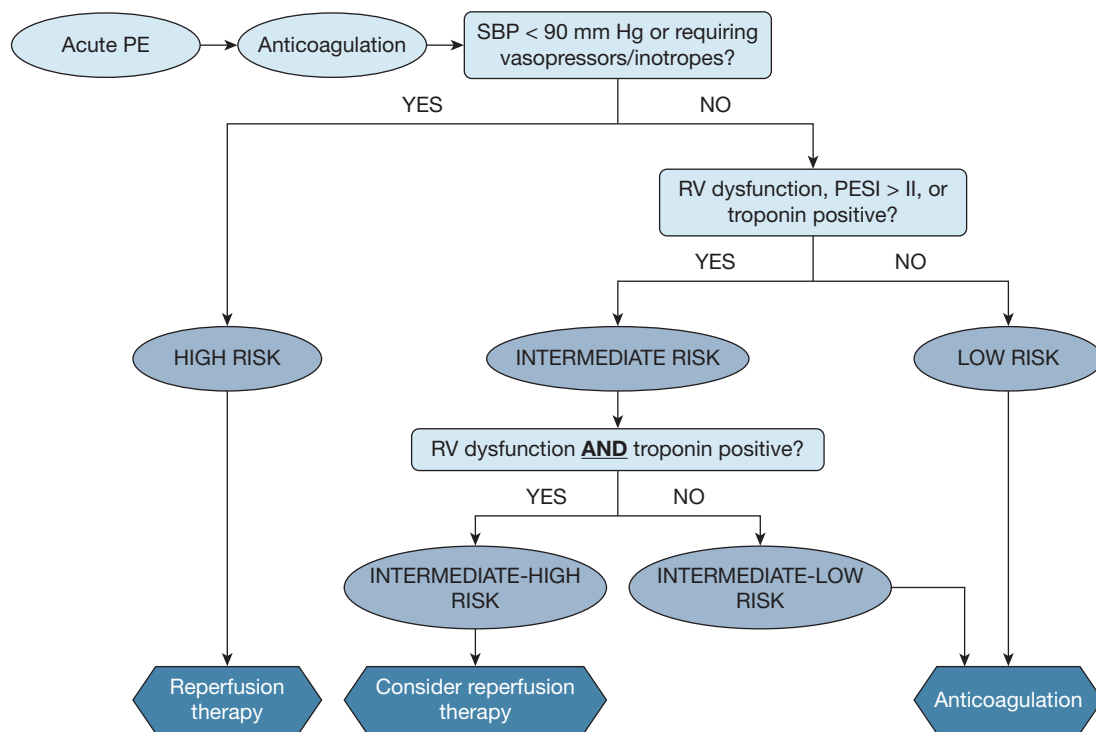 Acute PE
Anticoagulation
SBP < 90 mm Hg or requiring
vasopressors/inotropes?
YES
NO
RV dysfunction, PESI > II, or
troponin positive?
YES
NO
HIGH RISK
INTERMEDIATE RISK
LOW RISK
RV dysfunction AND troponin positive?
YES
NO
INTERMEDIATE-HIGH
RISK
INTERMEDIATE-LOW
RISK
Reperfusion
therapy
Consider reperfusion
therapy
Anticoagulation